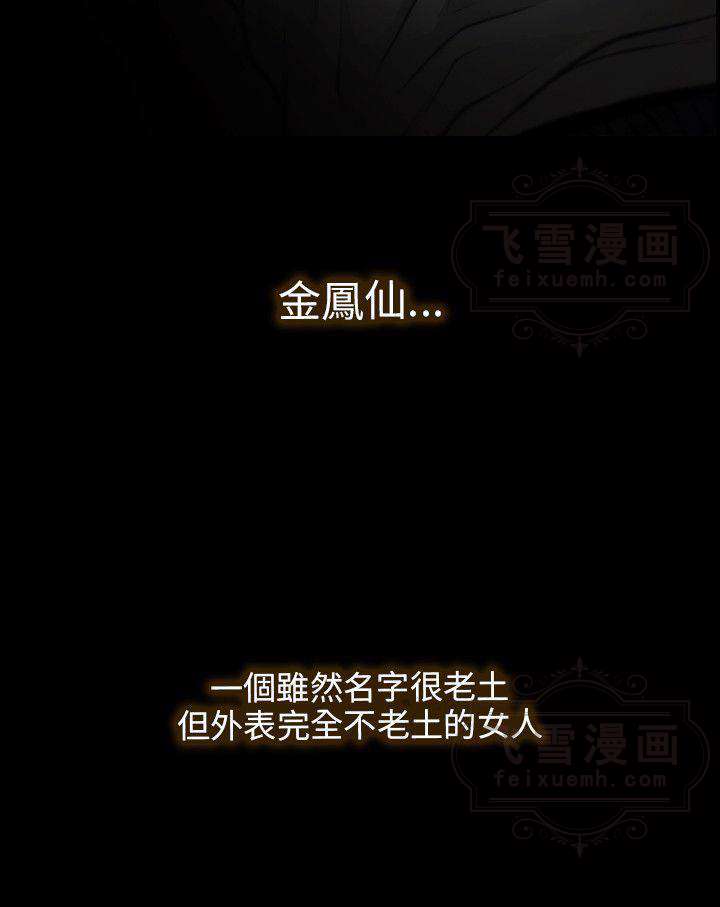 飞雪漫画
feixuemh.com
金鳳仙...
一個雖然名字很老土
但外表完全不老土的女人
飞雪漫画
feixuemh.com